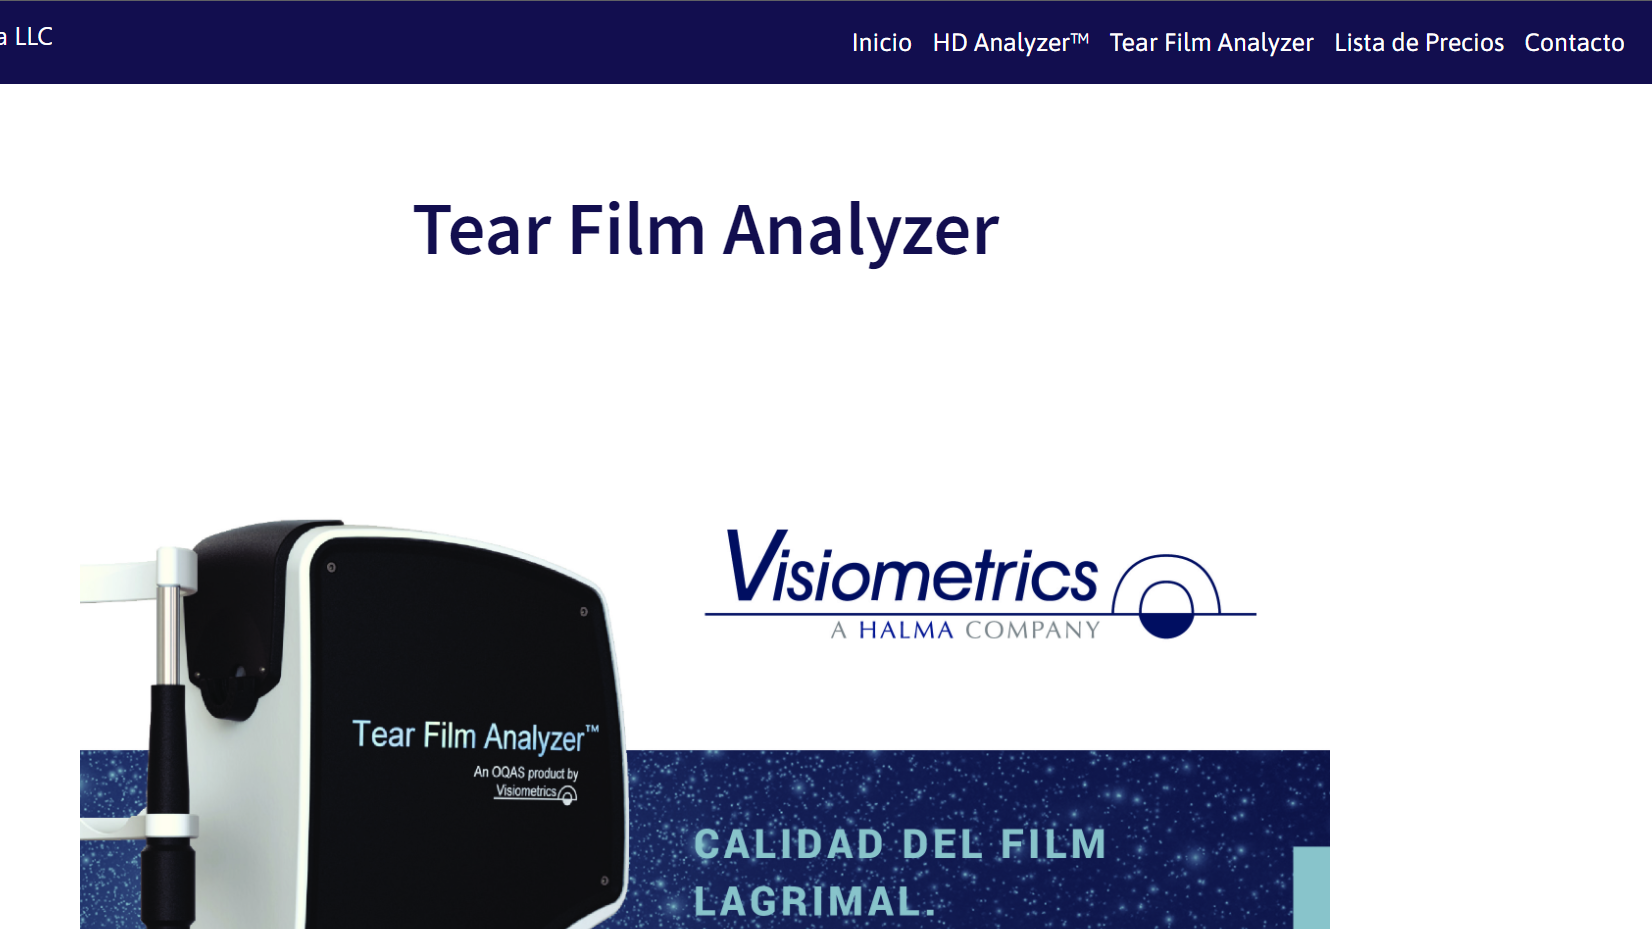 a LLC
Inicio HD Analyzer™ Tear Film Analyzer Lista de Precios Contacto
Tear Film Analyzer
Visiometrics
A HALMA COMPANY
Tear Film Analyzer™
An OQAS product by
Visiometrics
CALIDAD DEL FILM
LAGRIMAL.